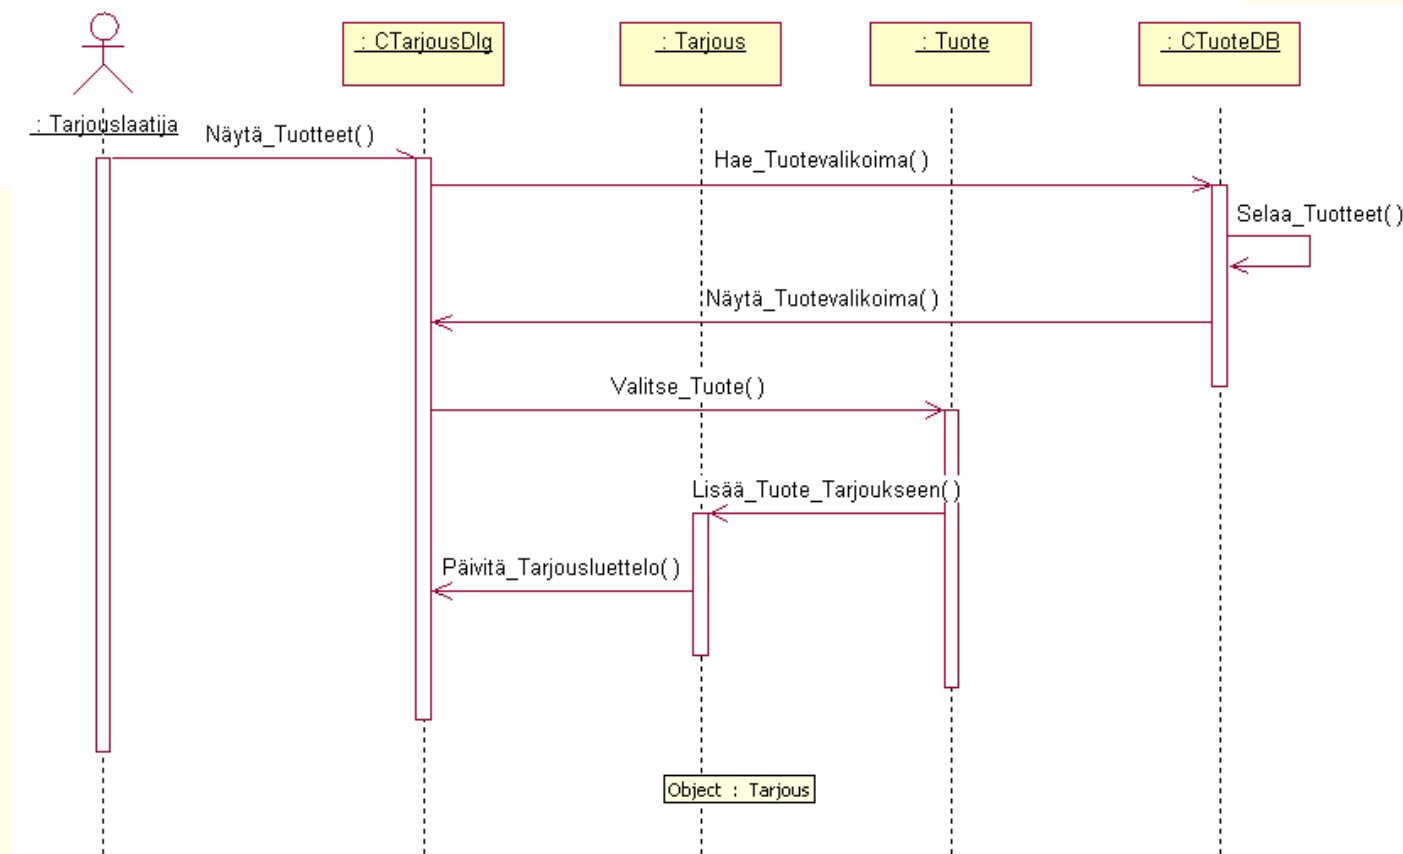 : CTarjousDlg
: Tarjous
: Tuote
: CTuoteDB
: Tarjouslaatija
Näytä_Tuotteet( )
Hae_Tuotevalikoima( )
Selaa_Tuotteet( )
Näytä_Tuotevalikoima( )
Valitse_Tuote( )
Lisää_Tuote_Tarjoukseen( )
Päivitä_Tarjousluettelo( )
Object : Tarjous